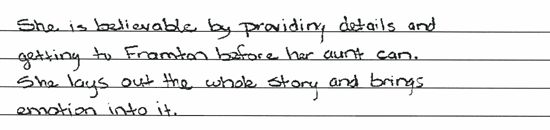 She is believable by providing details and
getting to Framton before her aunt can.
She lays out the whole story and brings
emotion into it.